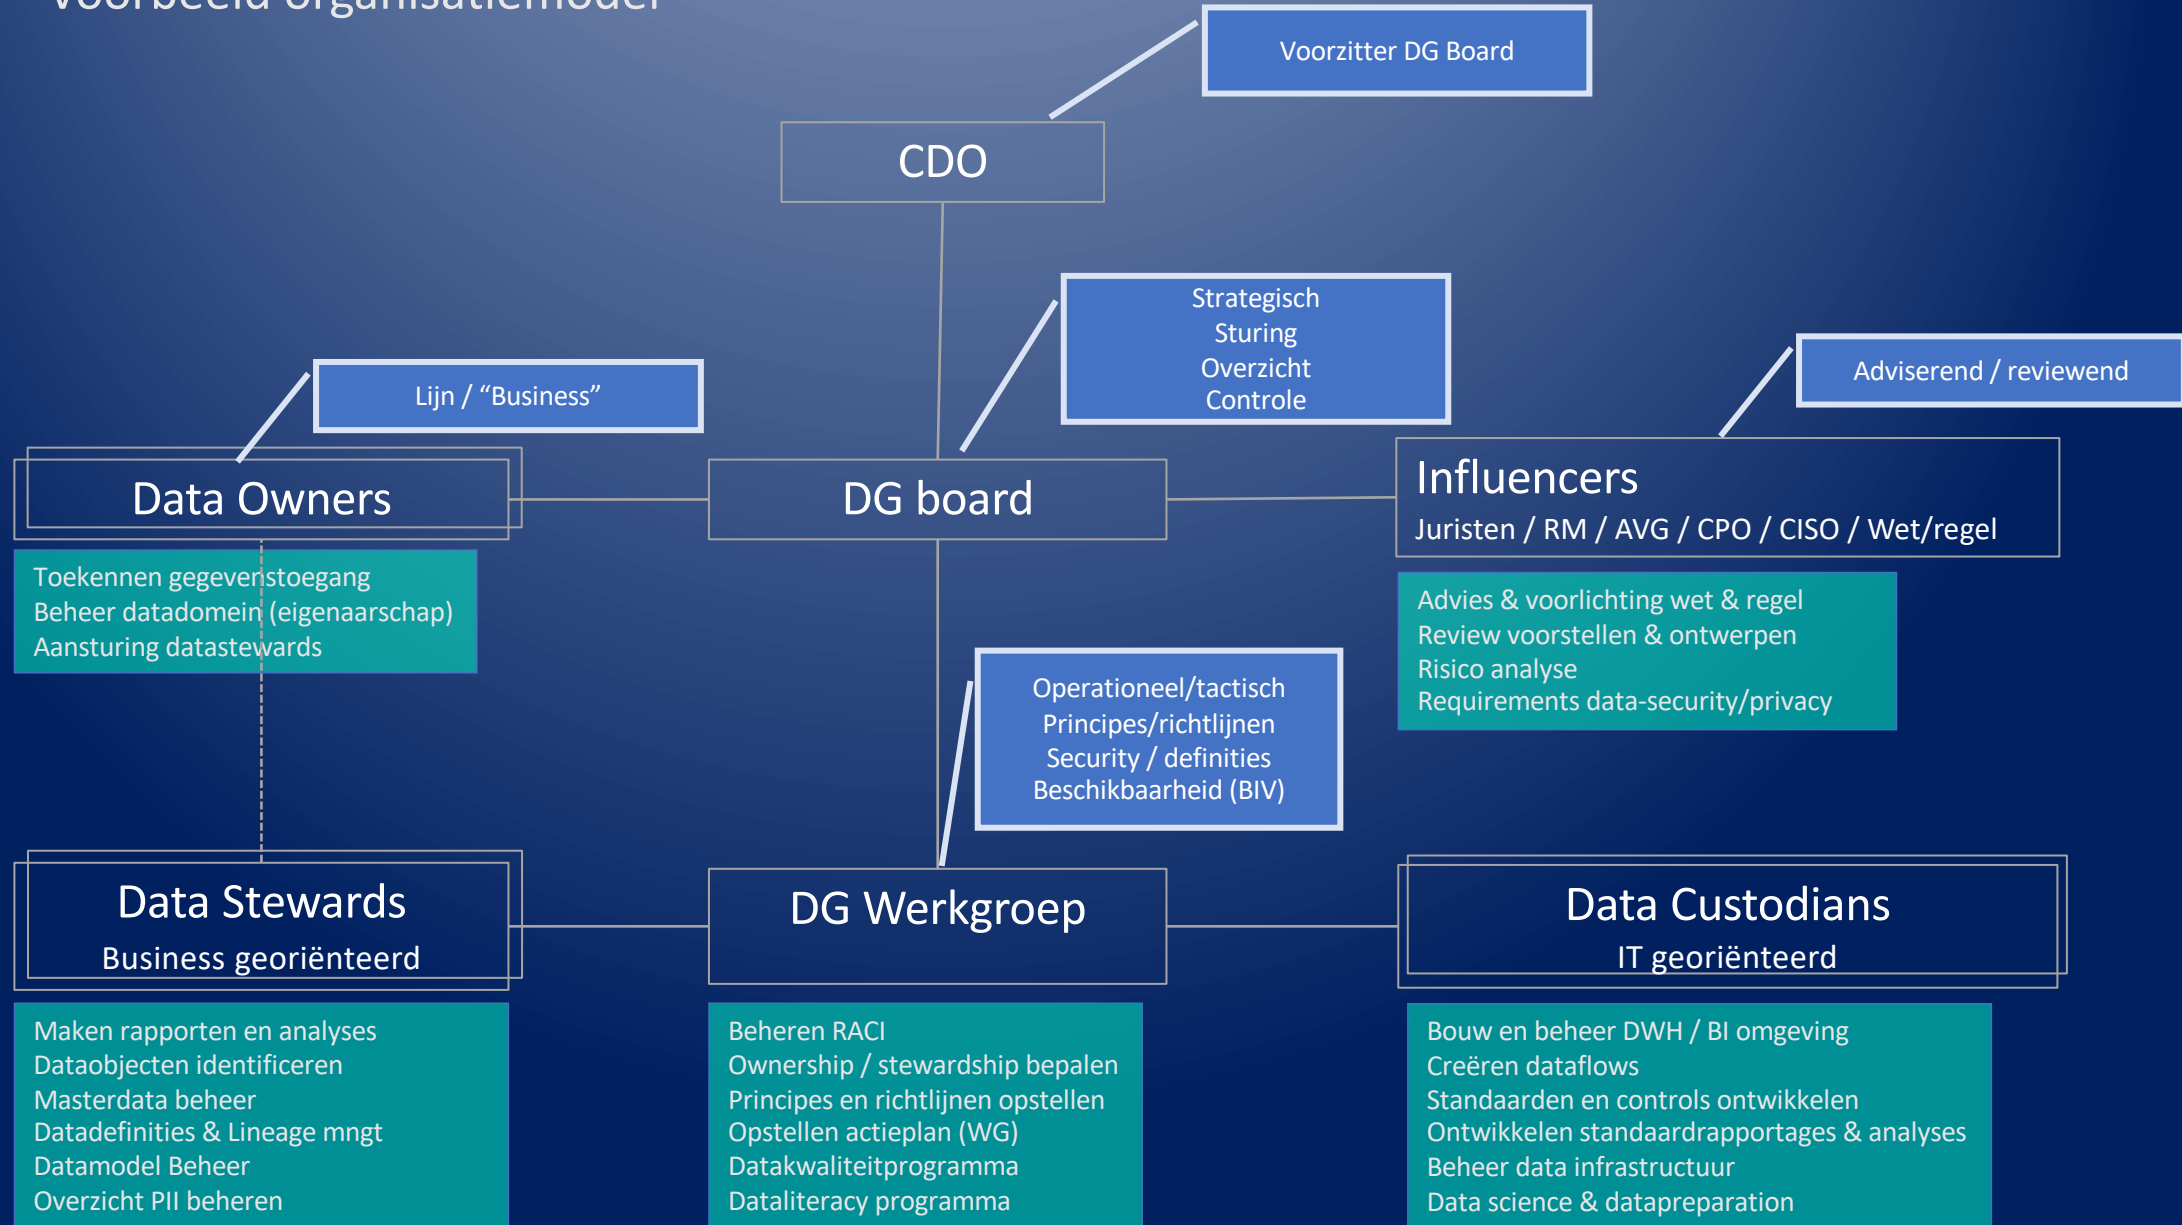 Voorbeeld organisatiemodel
Voorzitter DG Board
CDO
Strategisch
Sturing
Overzicht
Controle
Lijn / “Business”
Adviserend / reviewend
Data Owners
DG board
Influencers
Juristen / RM / AVG / CPO / CISO / Wet/regel
Toekennen gegevenstoegang
Beheer datadomein (eigenaarschap)
Aansturing datastewards
Advies & voorlichting wet & regel
Review voorstellen & ontwerpen
Risico analyse
Requirements data-security/privacy
Operationeel/tactisch
Principes/richtlijnen
Security / definities
Beschikbaarheid (BIV)
Data Stewards
Business georiënteerd
DG Werkgroep
Data Custodians
IT georiënteerd
Maken rapporten en analyses
Dataobjecten identificeren
Masterdata beheer
Datadefinities & Lineage mngt
Datamodel Beheer
Overzicht PII beheren
Beheren RACI
Ownership / stewardship bepalen
Principes en richtlijnen opstellen
Opstellen actieplan (WG)
Datakwaliteitprogramma
Dataliteracy programma
Bouw en beheer DWH / BI omgeving
Creëren dataflows
Standaarden en controls ontwikkelen
Ontwikkelen standaardrapportages & analyses
Beheer data infrastructuur
Data science & datapreparation